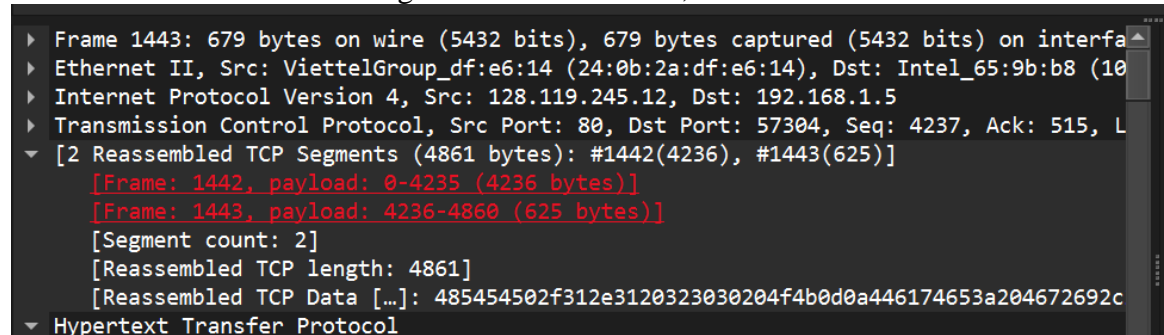 Frame 1443: 679 bytes on wire (5432 bits), 679 bytes captured (5432 bits) on interfa
Ethernet II, Src: ViettelGroup_df:e6:14 (24:0b:2a:df:e6:14), Dst: Intel_65:9b:b8 (10
Internet Protocol Version 4, Src: 128.119.245.12, Dst: 192.168.1.5
Transmission Control Protocol, Src Port: 80, Dst Port: 57304, Seq: 4237, Ack: 515, L
[2 Reassembled TCP Segments (4861 bytes): #1442(4236), #1443(625)]
[Frame: 1442, payload: 0-4235 (4236 bytes)]
[Frame: 1443, payload: 4236-4860 (625 bytes)]
[Segment count: 2]
[Reassembled TCP length: 4861]
[Reassembled TCP Data […]: 485454502f312e3120323030204f4b0d0a446174653a204672692c
Hypertext Transfer Protocol